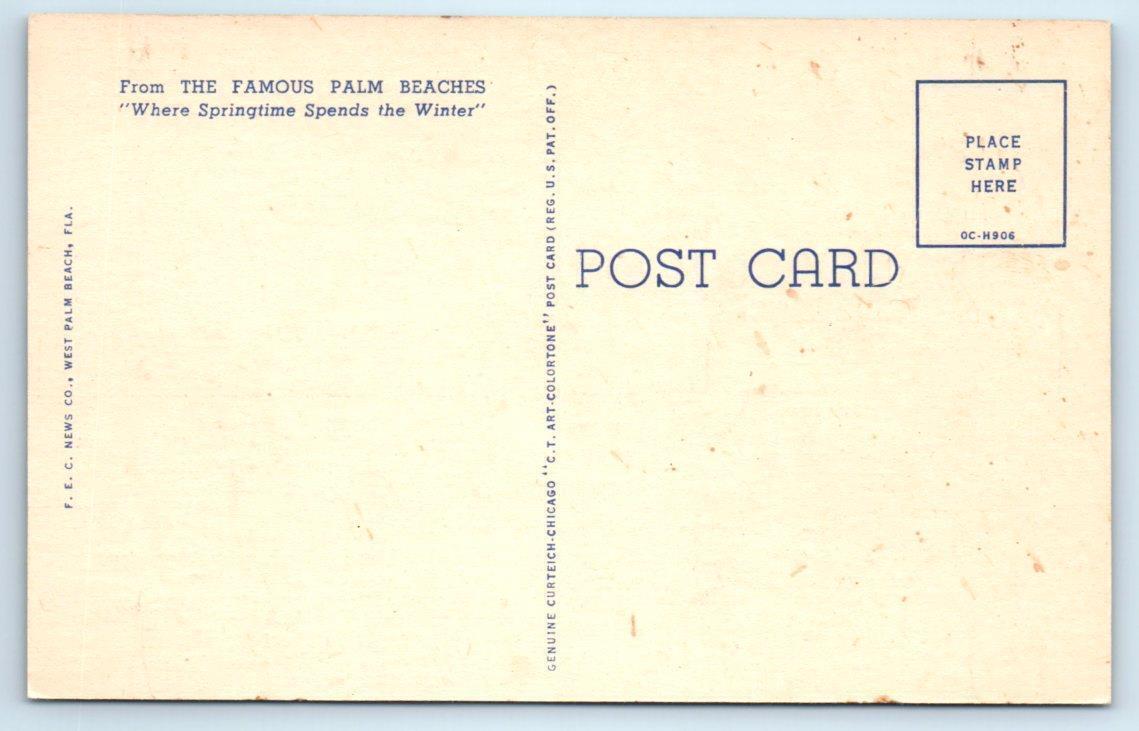 From THE FAMOUS PALM BEACHES
"Where Springtime Spends the Winter"
F. E. C. NEWS CO., WEST PALM BEACH, FLA.
GENUINE CURTEICH-CHICAGO "C.T. ART-COLORTONE" POST CARD (REG. U.S. PAT. OFF.)
POST CARD
PLACE
STAMP
HERE
OC-H906